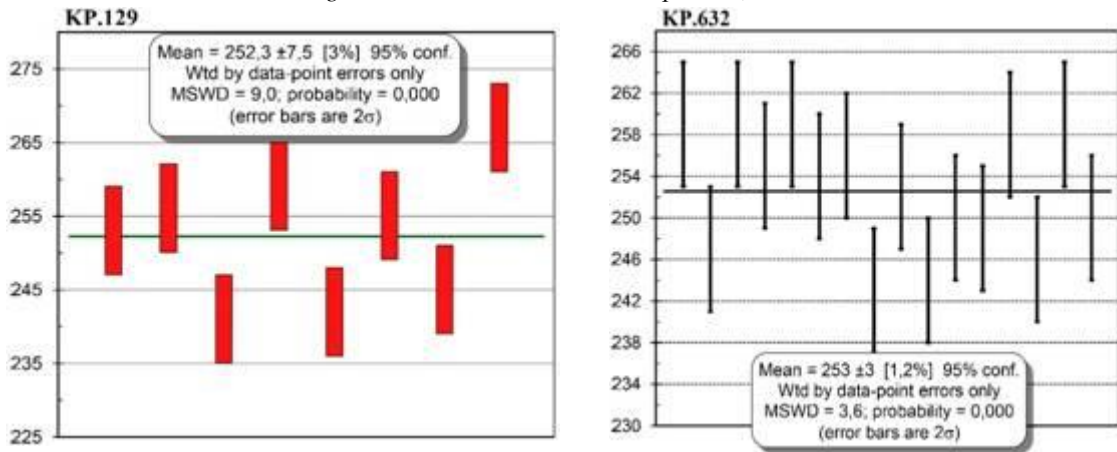 KP.129
Mean = 252,3 ±7,5 [3%] 95% conf.
Wtd by data-point errors only
MSWD = 9,0; probability = 0,000
(error bars are 2σ)
275
265
255
245
235
225
KP.632
266
262
258
254
250
246
242
238
234
230
Mean = 253 ±3 [1,2%] 95% conf.
Wtd by data-point errors only
MSWD = 3,6; probability = 0,000
(error bars are 2σ)